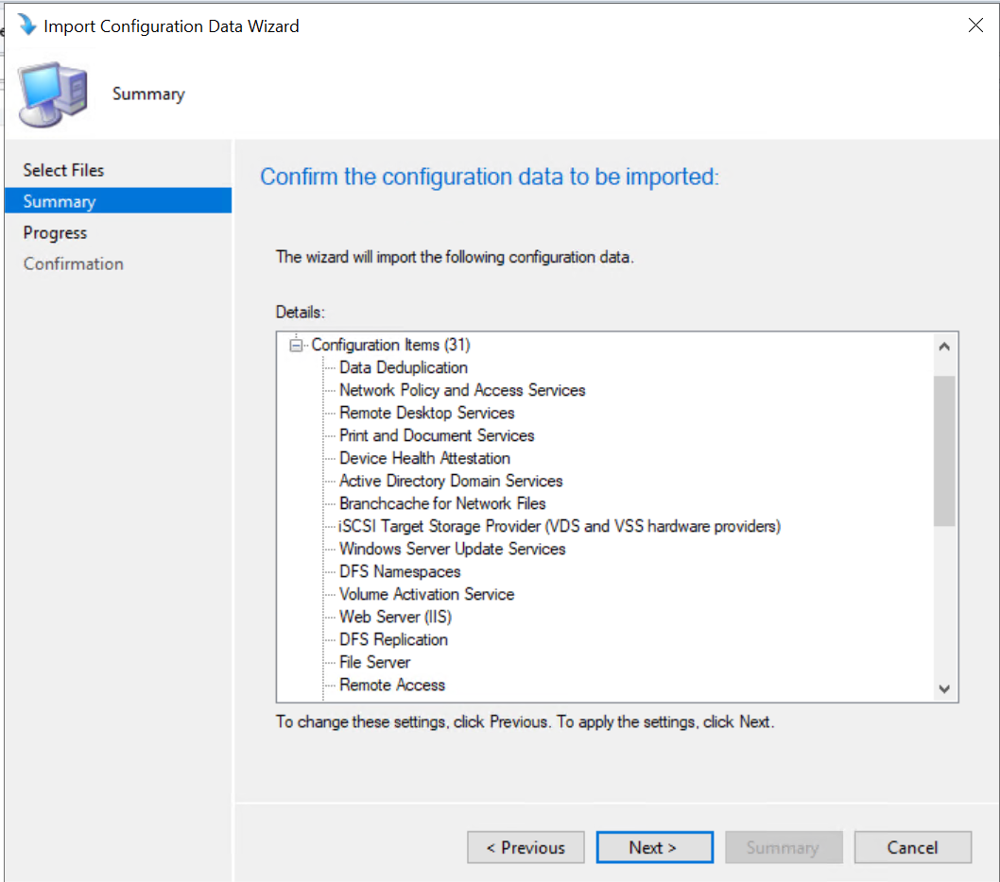 Import Configuration Data Wizard
Summary
Select Files
Summary
Progress
Confirmation
Confirm the configuration data to be imported:
The wizard will import the following configuration data.
Details:
Configuration Items (31)
Data Deduplication
Network Policy and Access Services
Remote Desktop Services
Print and Document Services
Device Health Attestation
Active Directory Domain Services
Branchcache for Network Files
iSCSI Target Storage Provider (VDS and VSS hardware providers)
Windows Server Update Services
DFS Namespaces
Volume Activation Service
Web Server (IIS)
DFS Replication
File Server
Remote Access
To change these settings, click Previous. To apply the settings, click Next.
< Previous
Next >
Summary
Cancel